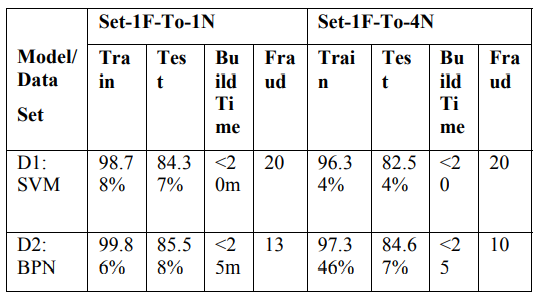 Set-1F-To-1N Set-1F-To-4N
Model/ Data Set Tra in Tes t Bu ild Ti me Fra ud Trai n Tes t Bu ild Ti me Fra ud
D1: SVM 98.7 8% 84.3 7% <2 0m 20 96.3 4% 82.5 4% <2 0 20
D2: BPN 99.8 6% 85.5 8% <2 5m 13 97.3 46% 84.6 7% <2 5 10